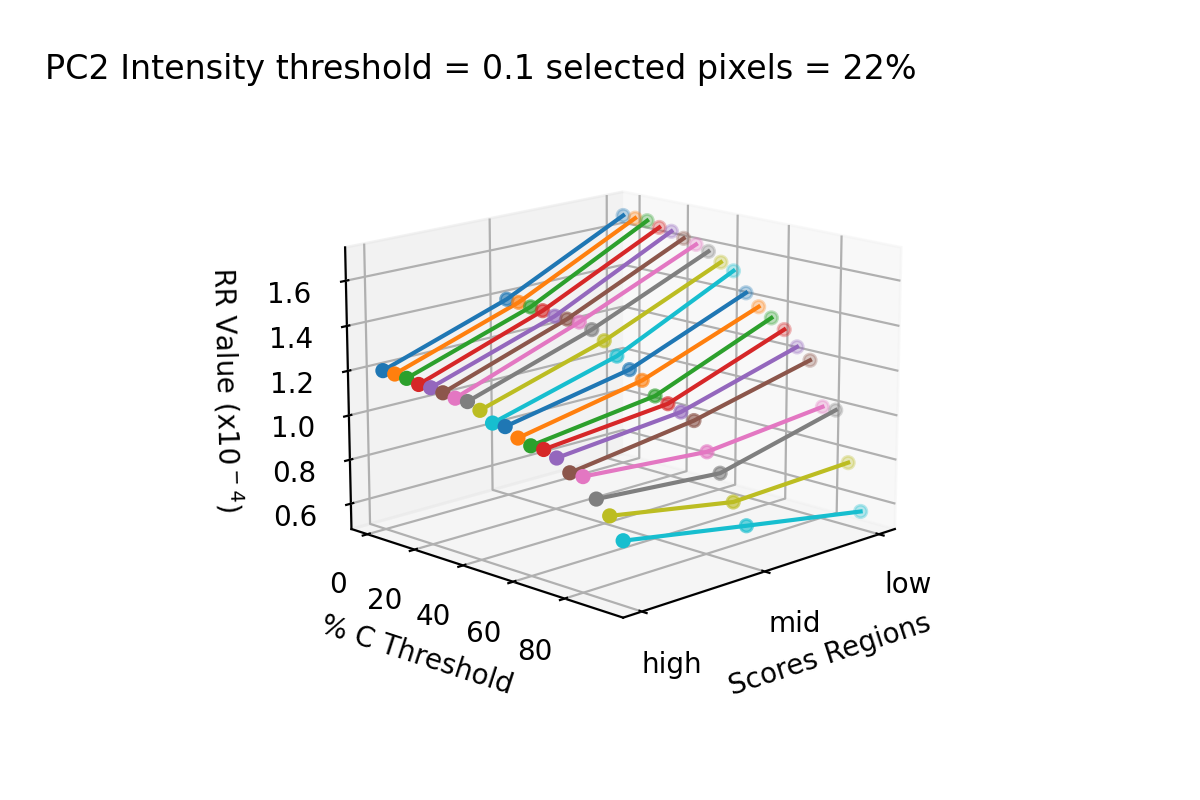 PC2 Intensity threshold = 0.1 selected pixels = 22%
RR Value (x10⁻⁴)
1.6
1.4
1.2
1.0
0.8
0.6
0
20
40
60
80
% C Threshold
high
mid
low
Scores Regions